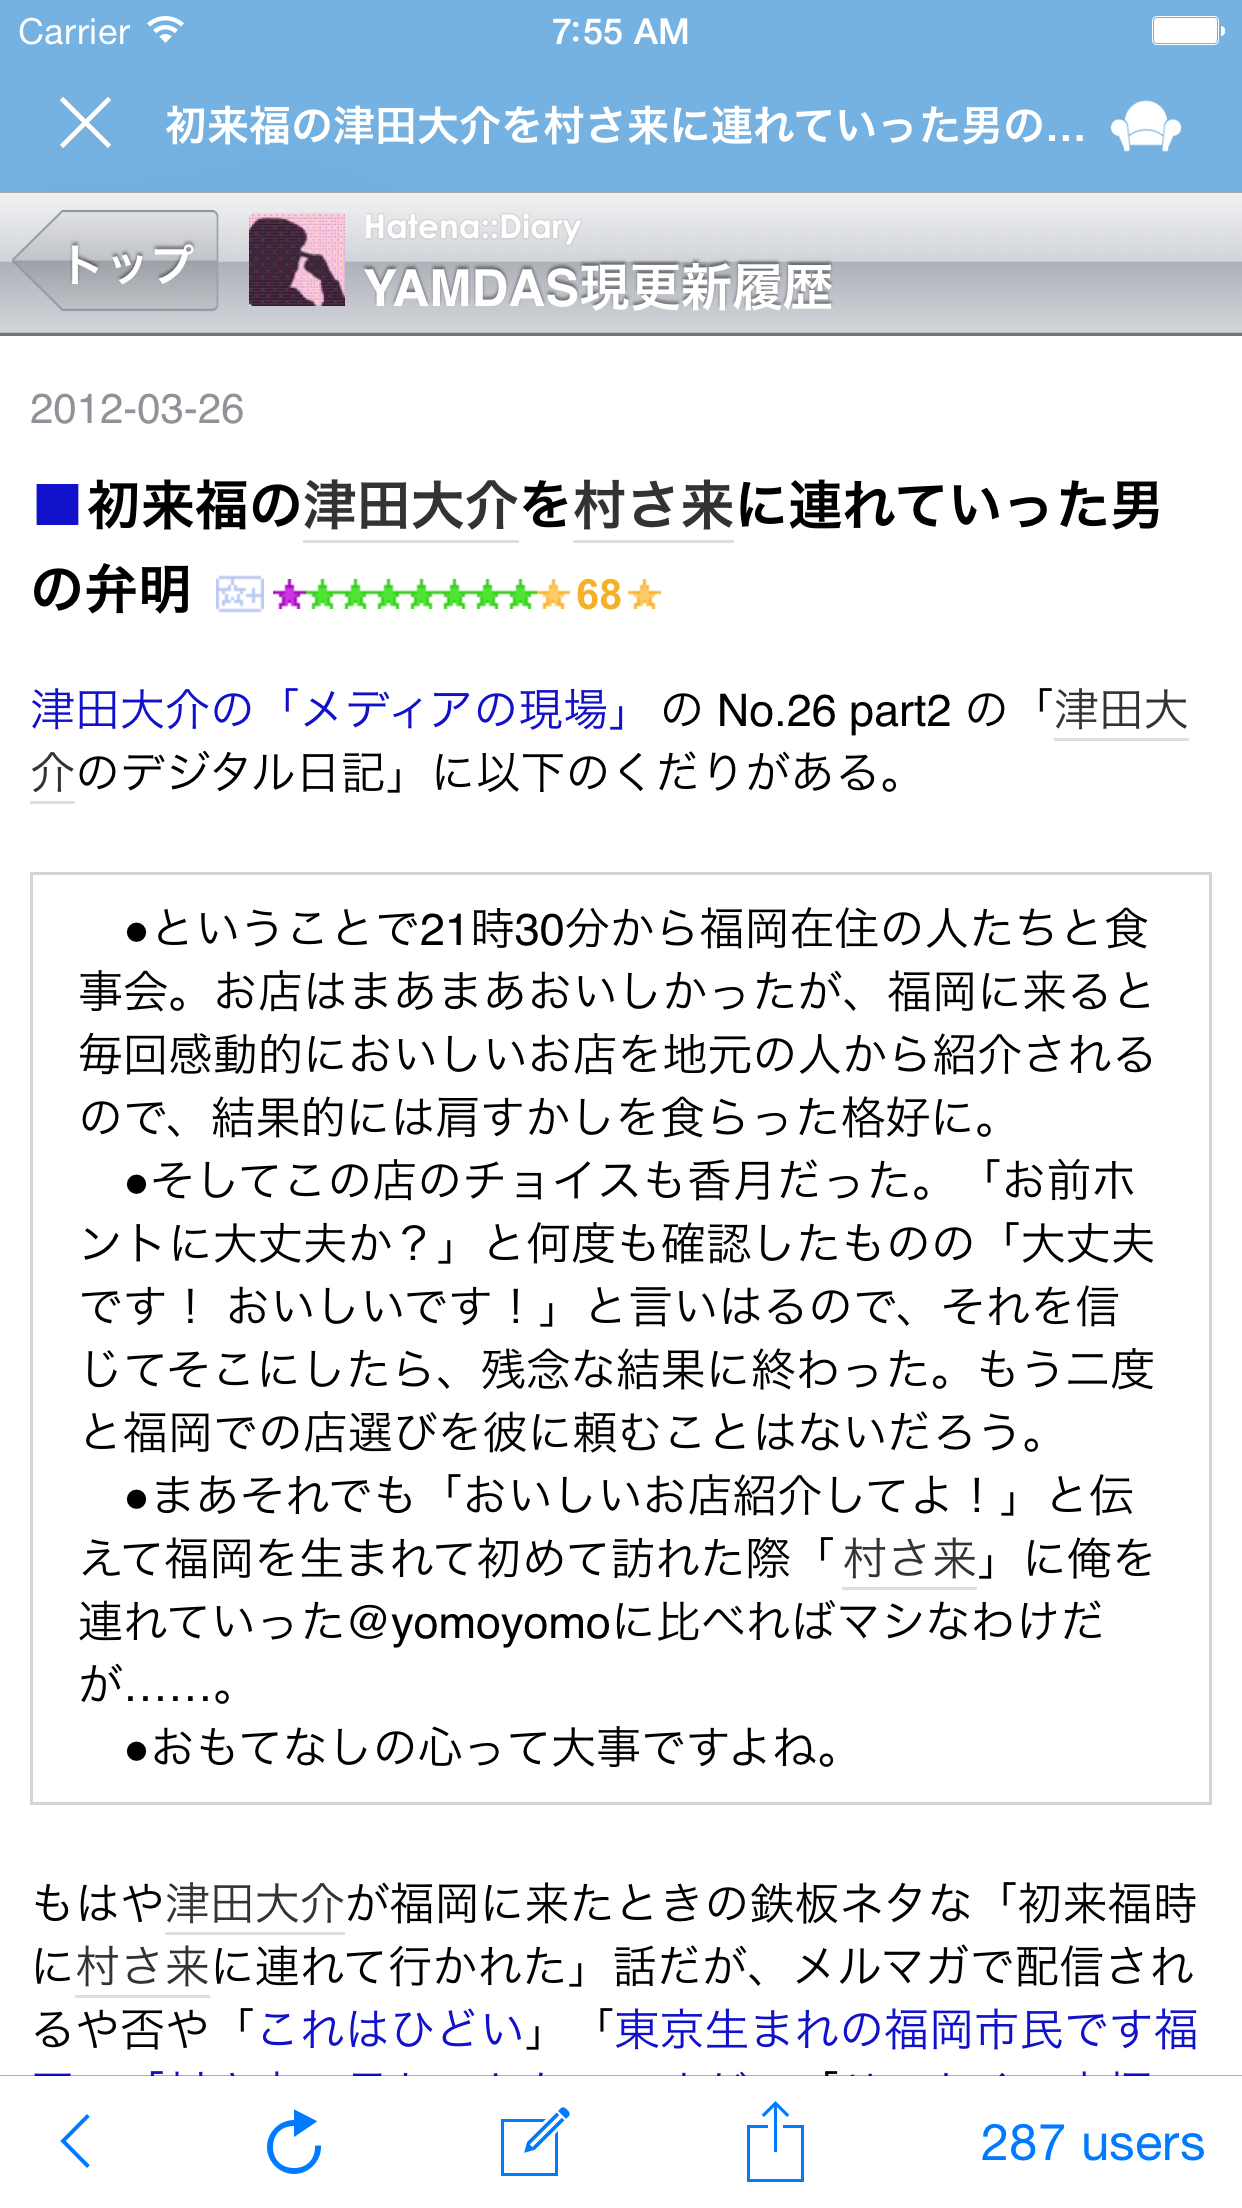 Carrier 7:55 AM
初来福の津田大介を村さ来に連れていった男の...
トップ
Hatena::Diary
YAMDAS現更新履歴
2012-03-26
■初来福の津田大介を村さ来に連れていった男
の弁明 68
津田大介の「メディアの現場」 の No.26 part2 の「津田大
介のデジタル日記」に以下のくだりがある。
●ということで21時30分から福岡在住の人たちと食
事会。お店はまあまあおいしかったが、福岡に来ると
毎回感動的においしいお店を地元の人から紹介される
ので、結果的には肩すかしを食らった格好に。
●そしてこの店のチョイスも香月だった。「お前ホ
ントに大丈夫か？」と何度も確認したものの「大丈夫
です！ おいしいです！」と言いはるので、それを信
じてそこにしたら、残念な結果に終わった。もう二度
と福岡での店選びを彼に頼むことはないだろう。
●まあそれでも「おいしいお店紹介してよ！」と伝
えて福岡を生まれて初めて訪れた際「村さ来」に俺を
連れていった@yomoyomoに比べればマシなわけだ
が……。
●おもてなしの心って大事ですよね。
もはや津田大介が福岡に来たときの鉄板ネタな「初来福時
に村さ来に連れて行かれた」話だが、メルマガで配信され
るや否や「これはひどい」「東京生まれの福岡市民です福
287 users